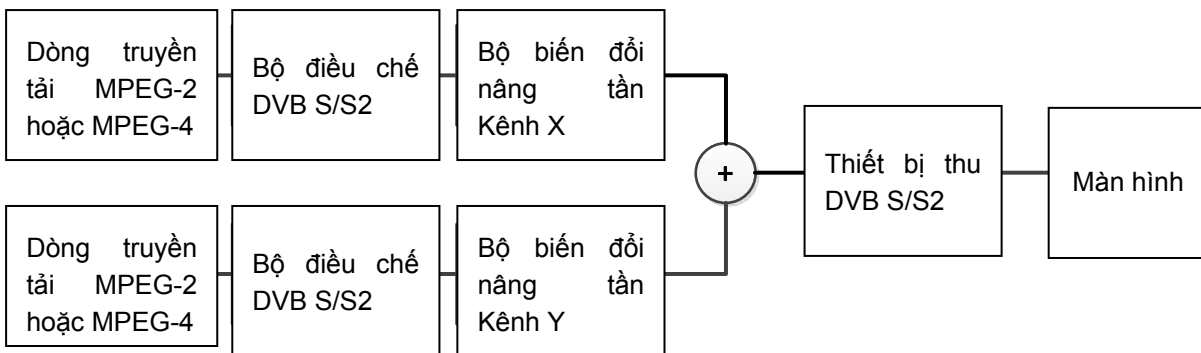 Dòng truyền
tải MPEG-2
hoặc MPEG-4
Bộ điều chế
DVB S/S2
Bộ biến đổi
nâng tần
Kênh X
+
Thiết bị thu
DVB S/S2
Màn hình
Dòng truyền
tải MPEG-2
hoặc MPEG-4
Bộ điều chế
DVB S/S2
Bộ biến đổi
nâng tần
Kênh Y